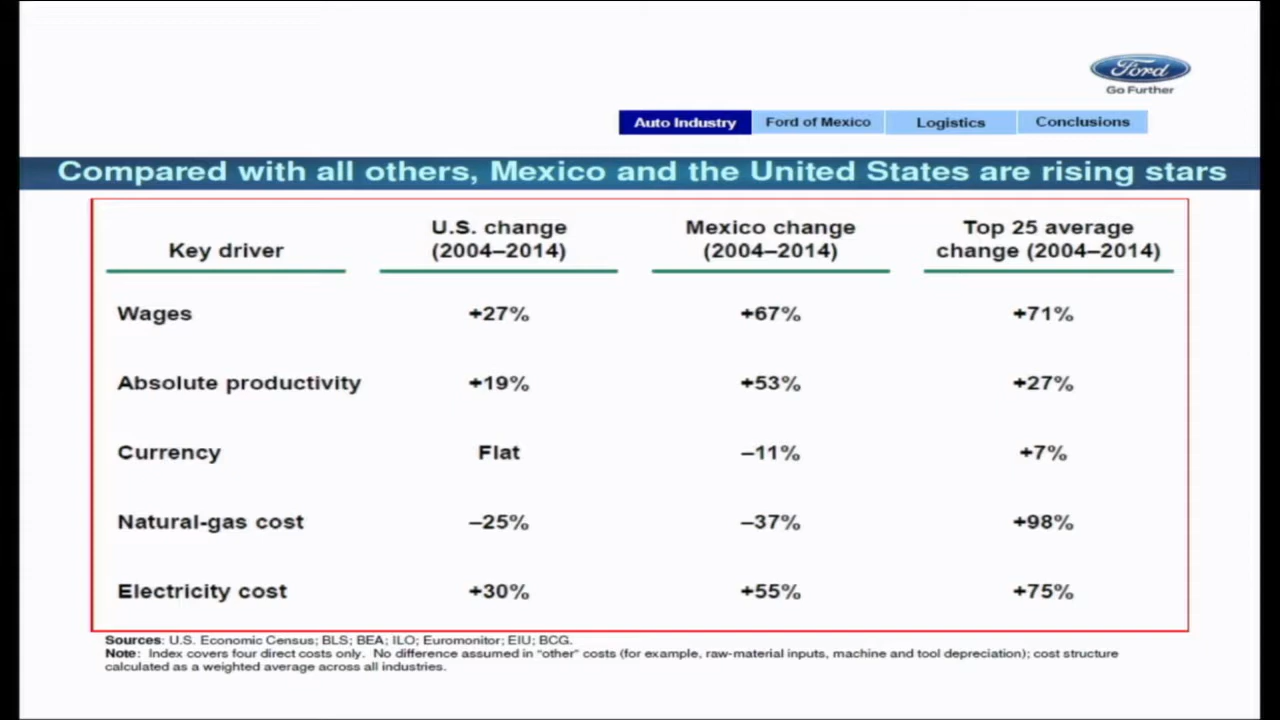 Ford
Go Further
Auto Industry Ford of Mexico Logistics Conclusions
Compared with all others, Mexico and the United States are rising stars
Key driver U.S. change (2004–2014) Mexico change (2004–2014) Top 25 average change (2004–2014)
Wages +27% +67% +71%
Absolute productivity +19% +53% +27%
Currency Flat –11% +7%
Natural-gas cost –25% –37% +98%
Electricity cost +30% +55% +75%
Sources: U.S. Economic Census; BLS; BEA; ILO; Euromonitor; EIU; BCG.
Note: Index covers four direct costs only. No difference assumed in “other” costs (for example, raw-material inputs, machine and tool depreciation); cost structure
calculated as a weighted average across all industries.